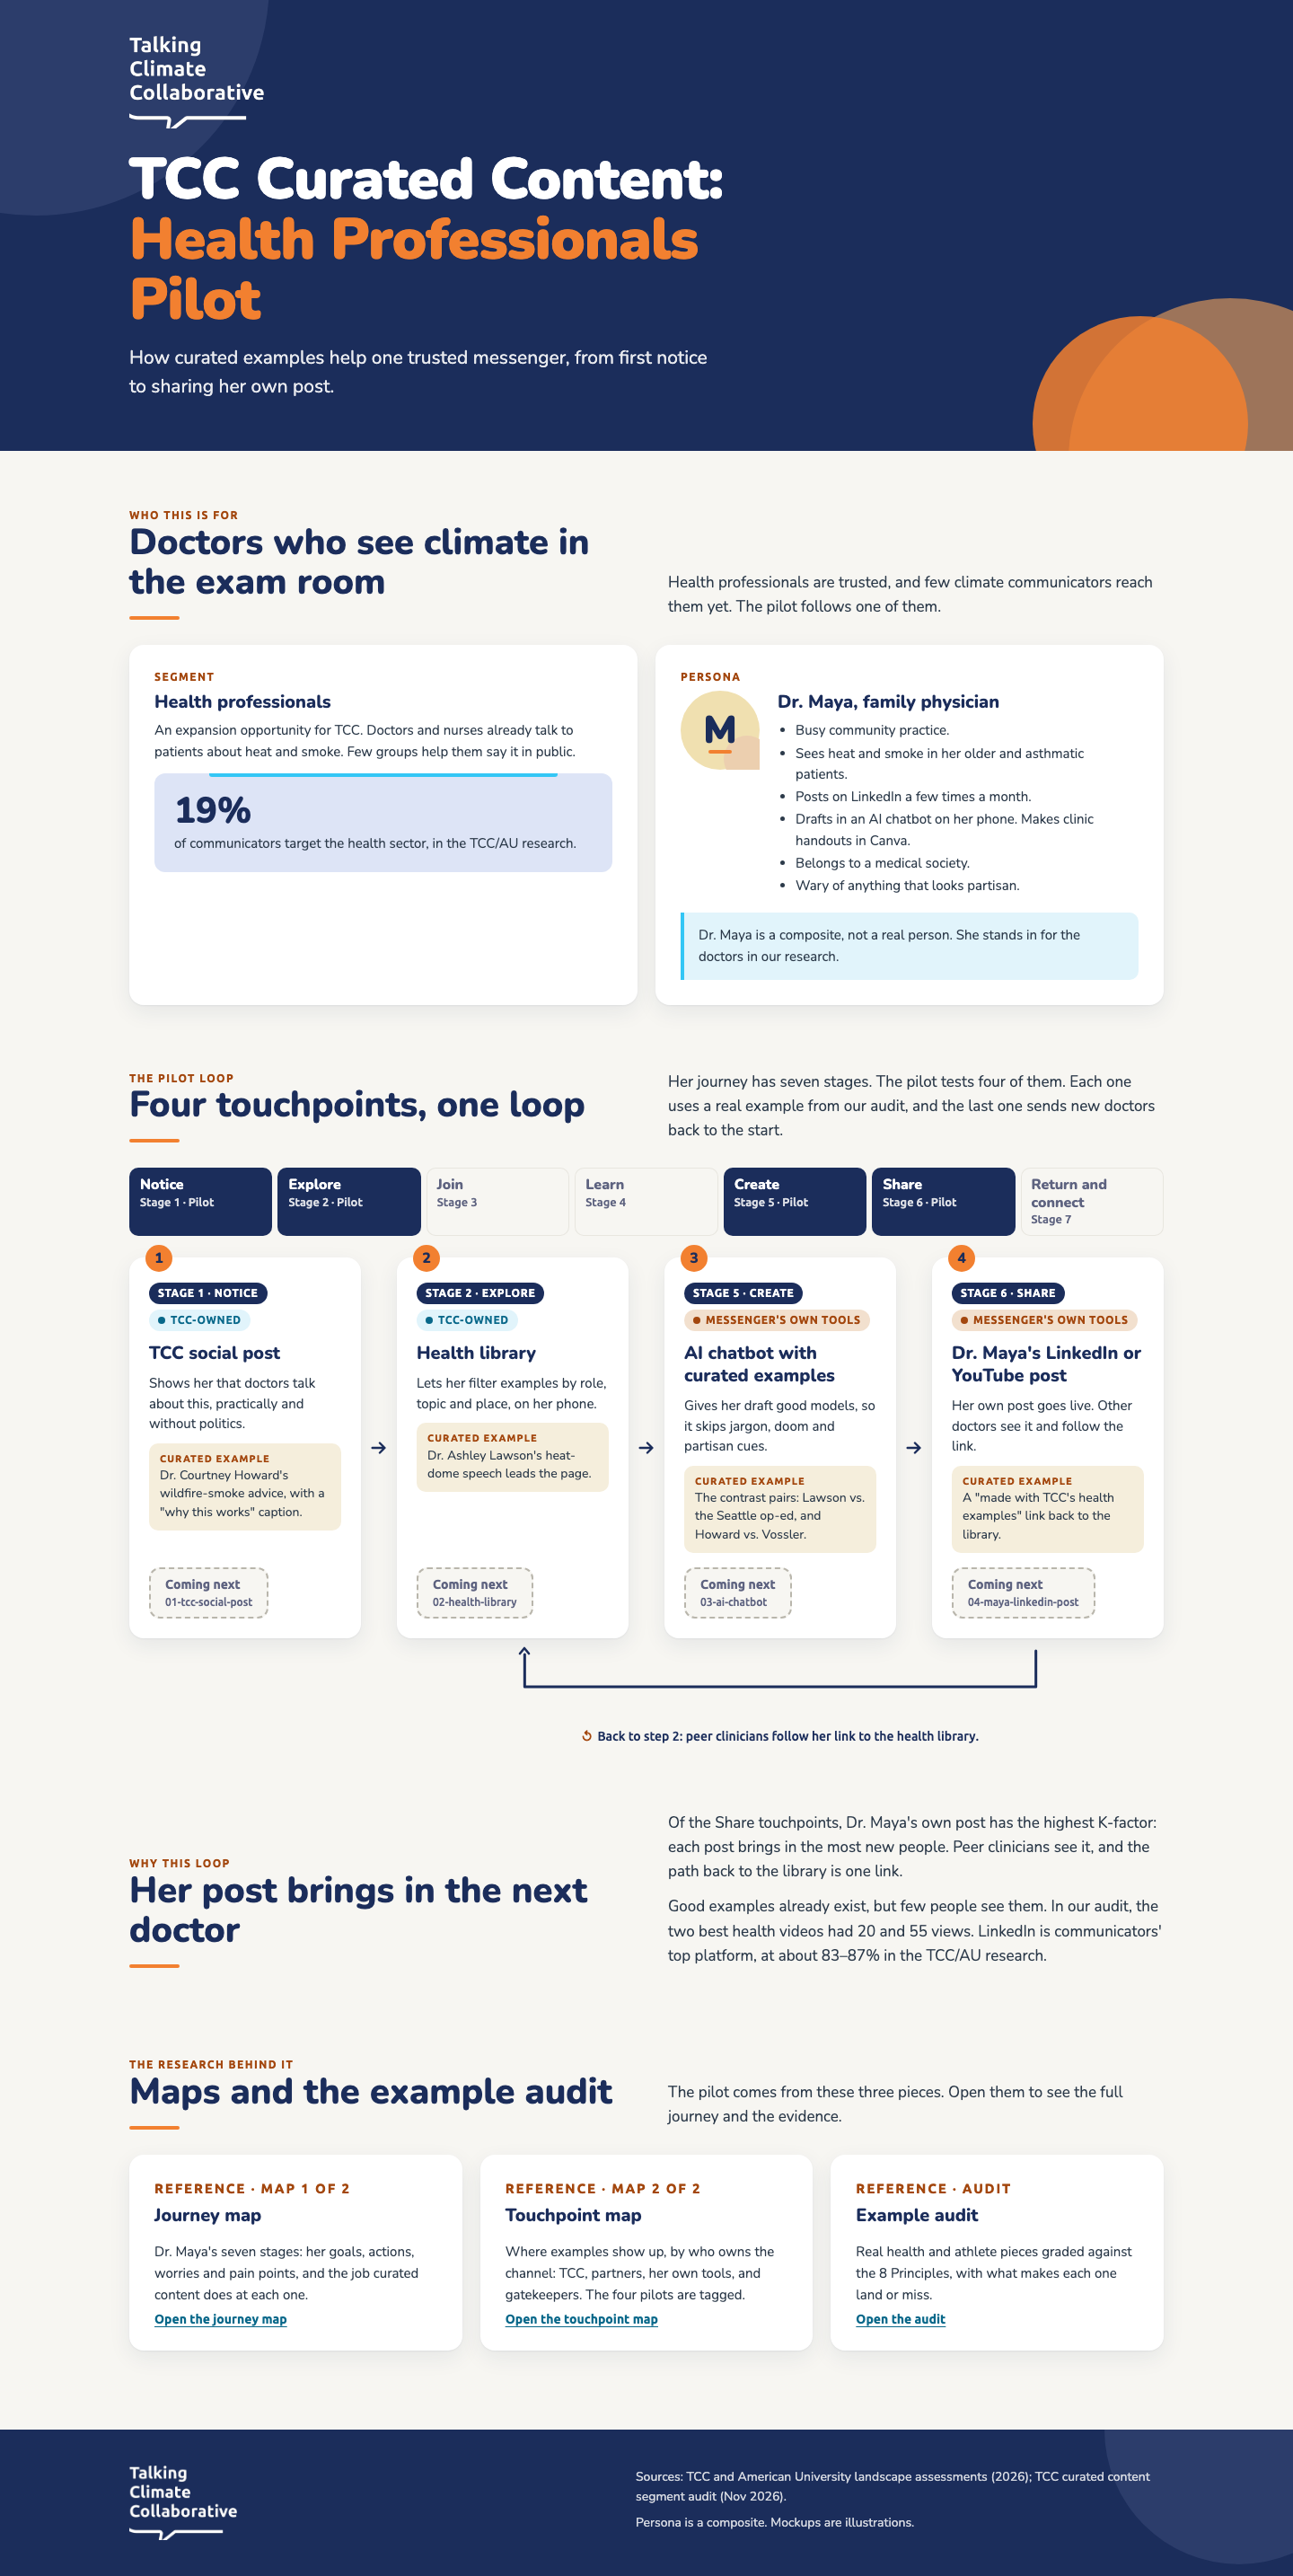 Talking
Climate
Collaborative
TCC Curated Content:
Health Professionals
Pilot
How curated examples help one trusted messenger, from first notice
to sharing her own post.
WHO THIS IS FOR
Doctors who see climate in
the exam room
Health professionals are trusted, and few climate communicators reach
them yet. The pilot follows one of them.
SEGMENT
Health professionals
An expansion opportunity for TCC. Doctors and nurses already talk to
patients about heat and smoke. Few groups help them say it in public.
19%
of communicators target the health sector, in the TCC/AU research.
PERSONA
M
Dr. Maya, family physician
• Busy community practice.
• Sees heat and smoke in her older and asthmatic
patients.
• Posts on LinkedIn a few times a month.
• Drafts in an AI chatbot on her phone. Makes clinic
handouts in Canva.
• Belongs to a medical society.
• Wary of anything that looks partisan.
Dr. Maya is a composite, not a real person. She stands in for the
doctors in our research.
THE PILOT LOOP
Four touchpoints, one loop
Her journey has seven stages. The pilot tests four of them. Each one
uses a real example from our audit, and the last one sends new doctors
back to the start.
Notice
Stage 1 · Pilot
Explore
Stage 2 · Pilot
Join
Stage 3
Learn
Stage 4
Create
Stage 5 · Pilot
Share
Stage 6 · Pilot
Return and
connect
Stage 7
1
STAGE 1 · NOTICE
TCC-OWNED
TCC social post
Shows her that doctors talk
about this, practically and
without politics.
CURATED EXAMPLE
Dr. Courtney Howard's
wildfire-smoke advice, with a
"why this works" caption.
Coming next
01-tcc-social-post
2
STAGE 2 · EXPLORE
TCC-OWNED
Health library
Lets her filter examples by role,
topic and place, on her phone.
CURATED EXAMPLE
Dr. Ashley Lawson's heat-
dome speech leads the page.
Coming next
02-health-library
3
STAGE 5 · CREATE
MESSENGER'S OWN TOOLS
AI chatbot with
curated examples
Gives her draft good models, so
it skips jargon, doom and
partisan cues.
CURATED EXAMPLE
The contrast pairs: Lawson vs.
the Seattle op-ed, and
Howard vs. Vossler.
Coming next
03-ai-chatbot
4
STAGE 6 · SHARE
MESSENGER'S OWN TOOLS
Dr. Maya's LinkedIn or
YouTube post
Her own post goes live. Other
doctors see it and follow the
link.
CURATED EXAMPLE
A "made with TCC's health
examples" link back to the
library.
Coming next
04-maya-linkedin-post
Back to step 2: peer clinicians follow her link to the health library.
WHY THIS LOOP
Her post brings in the next
doctor
Of the Share touchpoints, Dr. Maya's own post has the highest K-factor:
each post brings in the most new people. Peer clinicians see it, and the
path back to the library is one link.
Good examples already exist, but few people see them. In our audit, the
two best health videos had 20 and 55 views. LinkedIn is communicators'
top platform, at about 83–87% in the TCC/AU research.
THE RESEARCH BEHIND IT
Maps and the example audit
The pilot comes from these three pieces. Open them to see the full
journey and the evidence.
REFERENCE · MAP 1 OF 2
Journey map
Dr. Maya's seven stages: her goals, actions,
worries and pain points, and the job curated
content does at each one.
Open the journey map
REFERENCE · MAP 2 OF 2
Touchpoint map
Where examples show up, by who owns the
channel: TCC, partners, her own tools, and
gatekeepers. The four pilots are tagged.
Open the touchpoint map
REFERENCE · AUDIT
Example audit
Real health and athlete pieces graded against
the 8 Principles, with what makes each one
land or miss.
Open the audit
Talking
Climate
Collaborative
Sources: TCC and American University landscape assessments (2026); TCC curated content
segment audit (Nov 2026).
Persona is a composite. Mockups are illustrations.